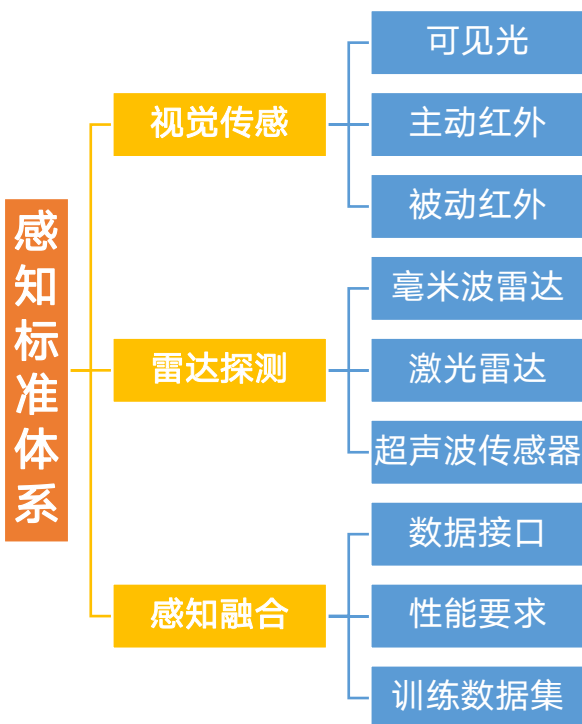 感知标准体系
视觉传感
可见光
主动红外
被动红外
雷达探测
毫米波雷达
激光雷达
超声波传感器
感知融合
数据接口
性能要求
训练数据集